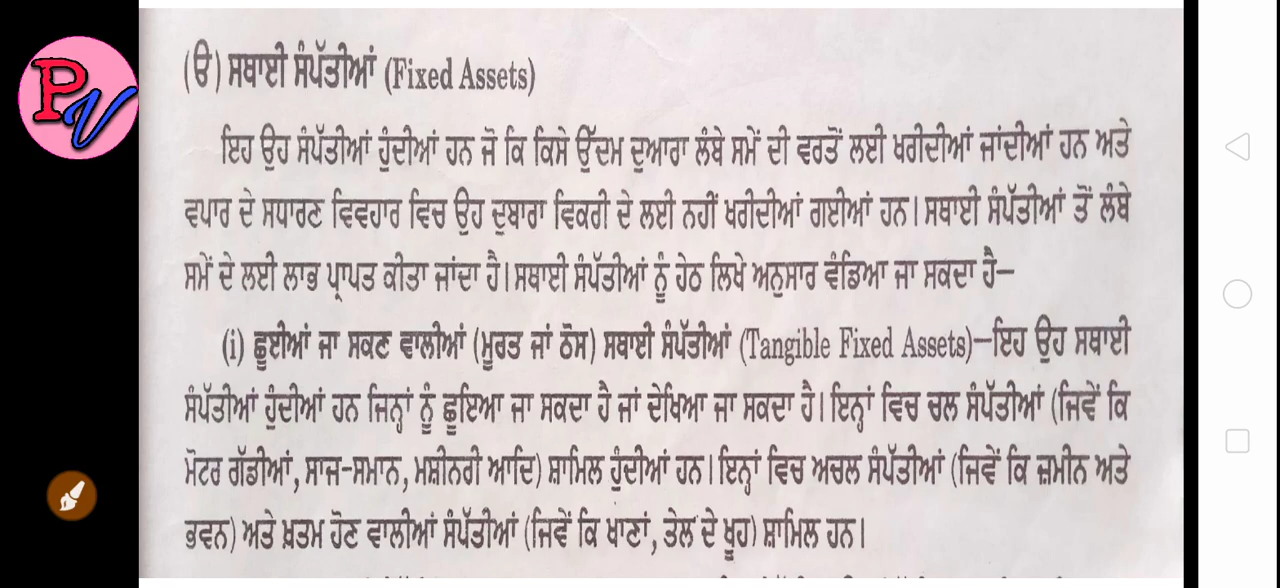 PV
(ੳ) ਸਥਾਈ ਸੰਪੱਤੀਆਂ (Fixed Assets)
ਇਹ ਉਹ ਸੰਪੱਤੀਆਂ ਹੁੰਦੀਆਂ ਹਨ ਜੋ ਕਿ ਕਿਸੇ ਉੱਦਮ ਦੁਆਰਾ ਲੰਬੇ ਸਮੇਂ ਦੀ ਵਰਤੋਂ ਲਈ ਖਰੀਦੀਆਂ ਜਾਂਦੀਆਂ ਹਨ ਅਤੇ
ਵਪਾਰ ਦੇ ਸਧਾਰਣ ਵਿਵਹਾਰ ਵਿਚ ਉਹ ਦੁਬਾਰਾ ਵਿਕਰੀ ਦੇ ਲਈ ਨਹੀਂ ਖਰੀਦੀਆਂ ਗਈਆਂ ਹਨ। ਸਥਾਈ ਸੰਪੱਤੀਆਂ ਤੋਂ ਲੰਬੇ
ਸਮੇਂ ਦੇ ਲਈ ਲਾਭ ਪ੍ਰਾਪਤ ਕੀਤਾ ਜਾਂਦਾ ਹੈ। ਸਥਾਈ ਸੰਪੱਤੀਆਂ ਨੂੰ ਹੇਠ ਲਿਖੇ ਅਨੁਸਾਰ ਵੰਡਿਆ ਜਾ ਸਕਦਾ ਹੈ–
(i) ਛੂਈਆਂ ਜਾ ਸਕਣ ਵਾਲੀਆਂ (ਮੂਰਤ ਜਾਂ ਠੋਸ) ਸਥਾਈ ਸੰਪੱਤੀਆਂ (Tangible Fixed Assets)–ਇਹ ਉਹ ਸਥਾਈ
ਸੰਪੱਤੀਆਂ ਹੁੰਦੀਆਂ ਹਨ ਜਿਨ੍ਹਾਂ ਨੂੰ ਛੂਇਆ ਜਾ ਸਕਦਾ ਹੈ ਜਾਂ ਦੇਖਿਆ ਜਾ ਸਕਦਾ ਹੈ। ਇਨ੍ਹਾਂ ਵਿਚ ਚਲ ਸੰਪੱਤੀਆਂ (ਜਿਵੇਂ ਕਿ
ਮੋਟਰ ਗੱਡੀਆਂ, ਸਾਜ-ਸਮਾਨ, ਮਸ਼ੀਨਰੀ ਆਦਿ) ਸ਼ਾਮਿਲ ਹੁੰਦੀਆਂ ਹਨ। ਇਨ੍ਹਾਂ ਵਿਚ ਅਚਲ ਸੰਪੱਤੀਆਂ (ਜਿਵੇਂ ਕਿ ਜ਼ਮੀਨ ਅਤੇ
ਭਵਨ) ਅਤੇ ਖ਼ਤਮ ਹੋਣ ਵਾਲੀਆਂ ਸੰਪੱਤੀਆਂ (ਜਿਵੇਂ ਕਿ ਖਾਣਾਂ, ਤੇਲ ਦੇ ਖੂਹ) ਸ਼ਾਮਿਲ ਹਨ।